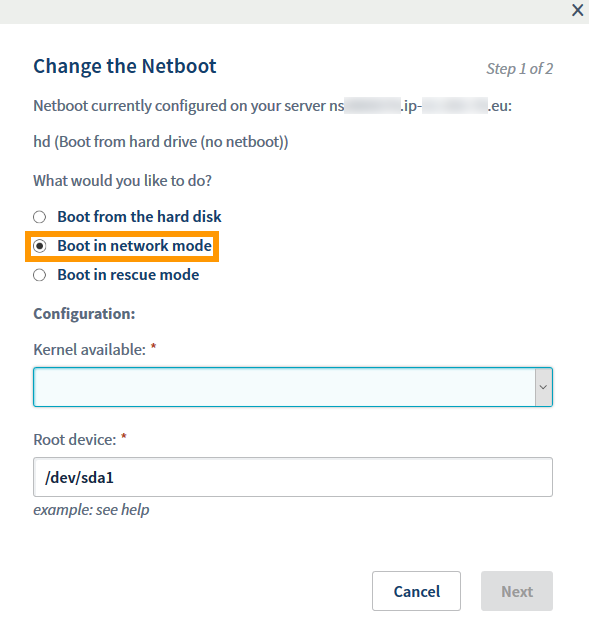 Change the Netboot
Step 1 of 2
Netboot currently configured on your server ns .ip- .eu:
hd (Boot from hard drive (no netboot))
What would you like to do?
Boot from the hard disk
Boot in network mode
Boot in rescue mode
Configuration:
Kernel available: *
Root device: *
/dev/sda1
example: see help
Cancel
Next